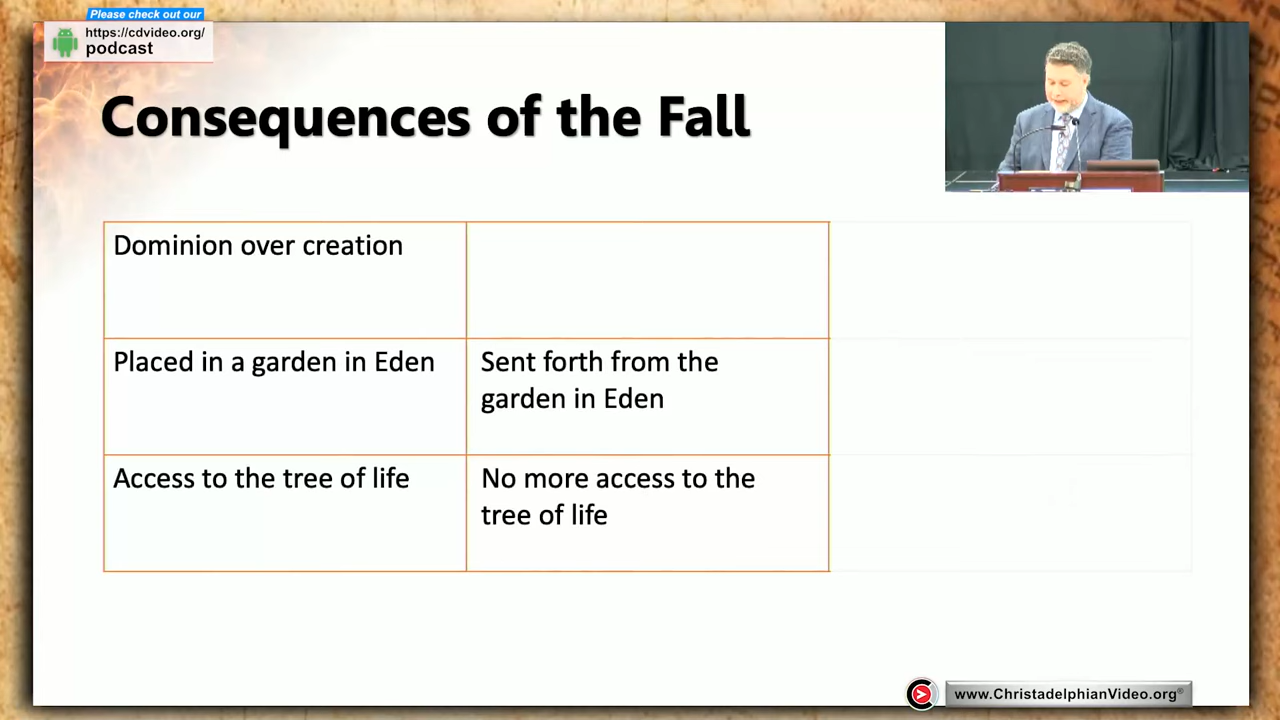 Please check out our
https://cdvideo.org/
podcast
Consequences of the Fall
Dominion over creation
Placed in a garden in Eden
Sent forth from the
garden in Eden
Access to the tree of life
No more access to the
tree of life
www.ChristadelphianVideo.org®